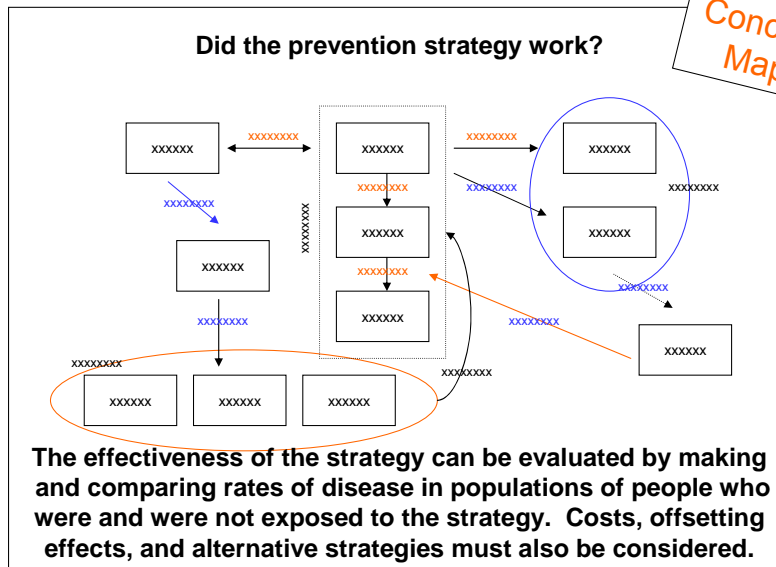 Conc
Map
Did the prevention strategy work?
xxxxxxxx
xxxxxxxx
xxxxxx
xxxxxx
xxxxxx
xxxxxxxx
xxxxxxxx
xxxxxxxx
xxxxxxxx
xxxxxxxx
xxxxxx
xxxxxx
xxxxxx
xxxxxxxx
xxxxxxxx
xxxxxxxx
xxxxxxxx
xxxxxx
xxxxxxxx
xxxxxx
xxxxxxxx
xxxxxxxx
xxxxxx
xxxxxx
xxxxxx
The effectiveness of the strategy can be evaluated by making
and comparing rates of disease in populations of people who
were and were not exposed to the strategy. Costs, offsetting
effects, and alternative strategies must also be considered.